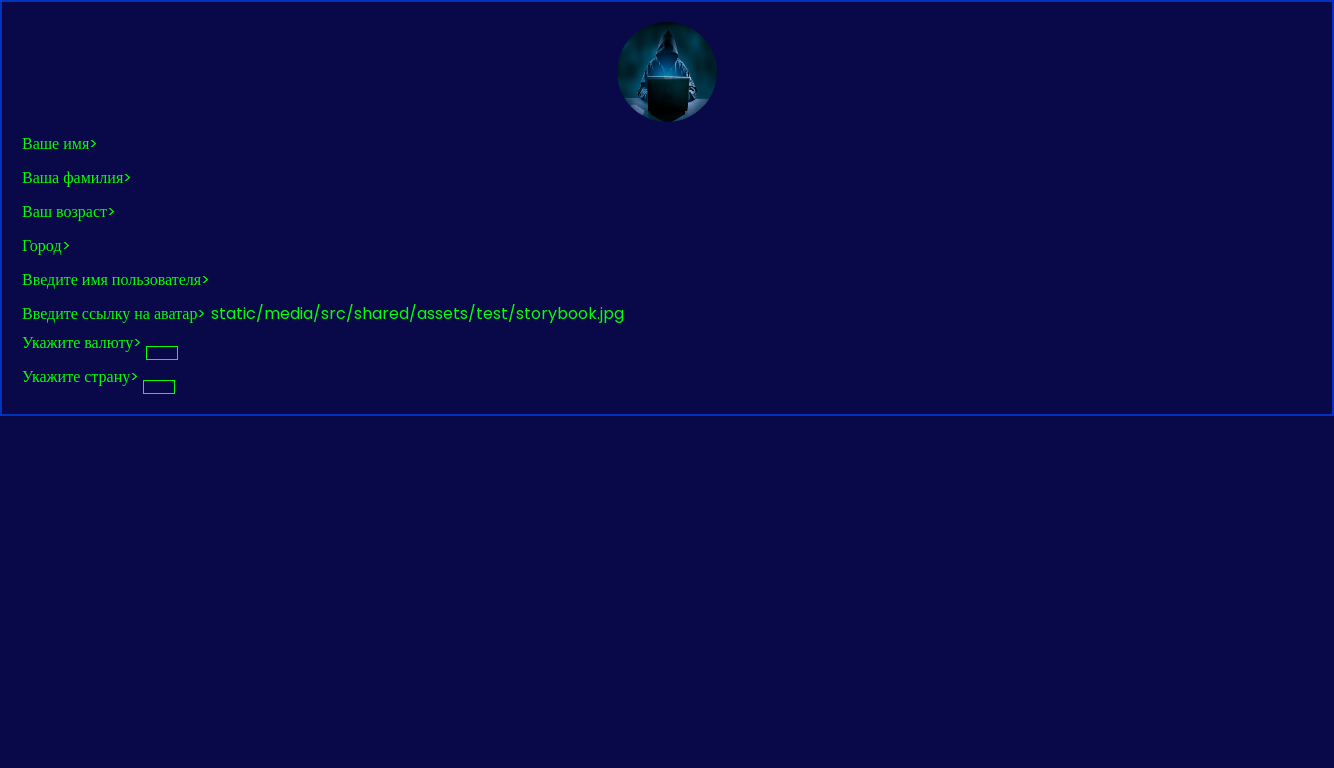 Ваше имя>
Ваша фамилия>
Ваш возраст>
Город>
Введите имя пользователя>
Введите ссылку на аватар> static/media/src/shared/assets/test/storybook.jpg
Укажите валюту>
Укажите страну>